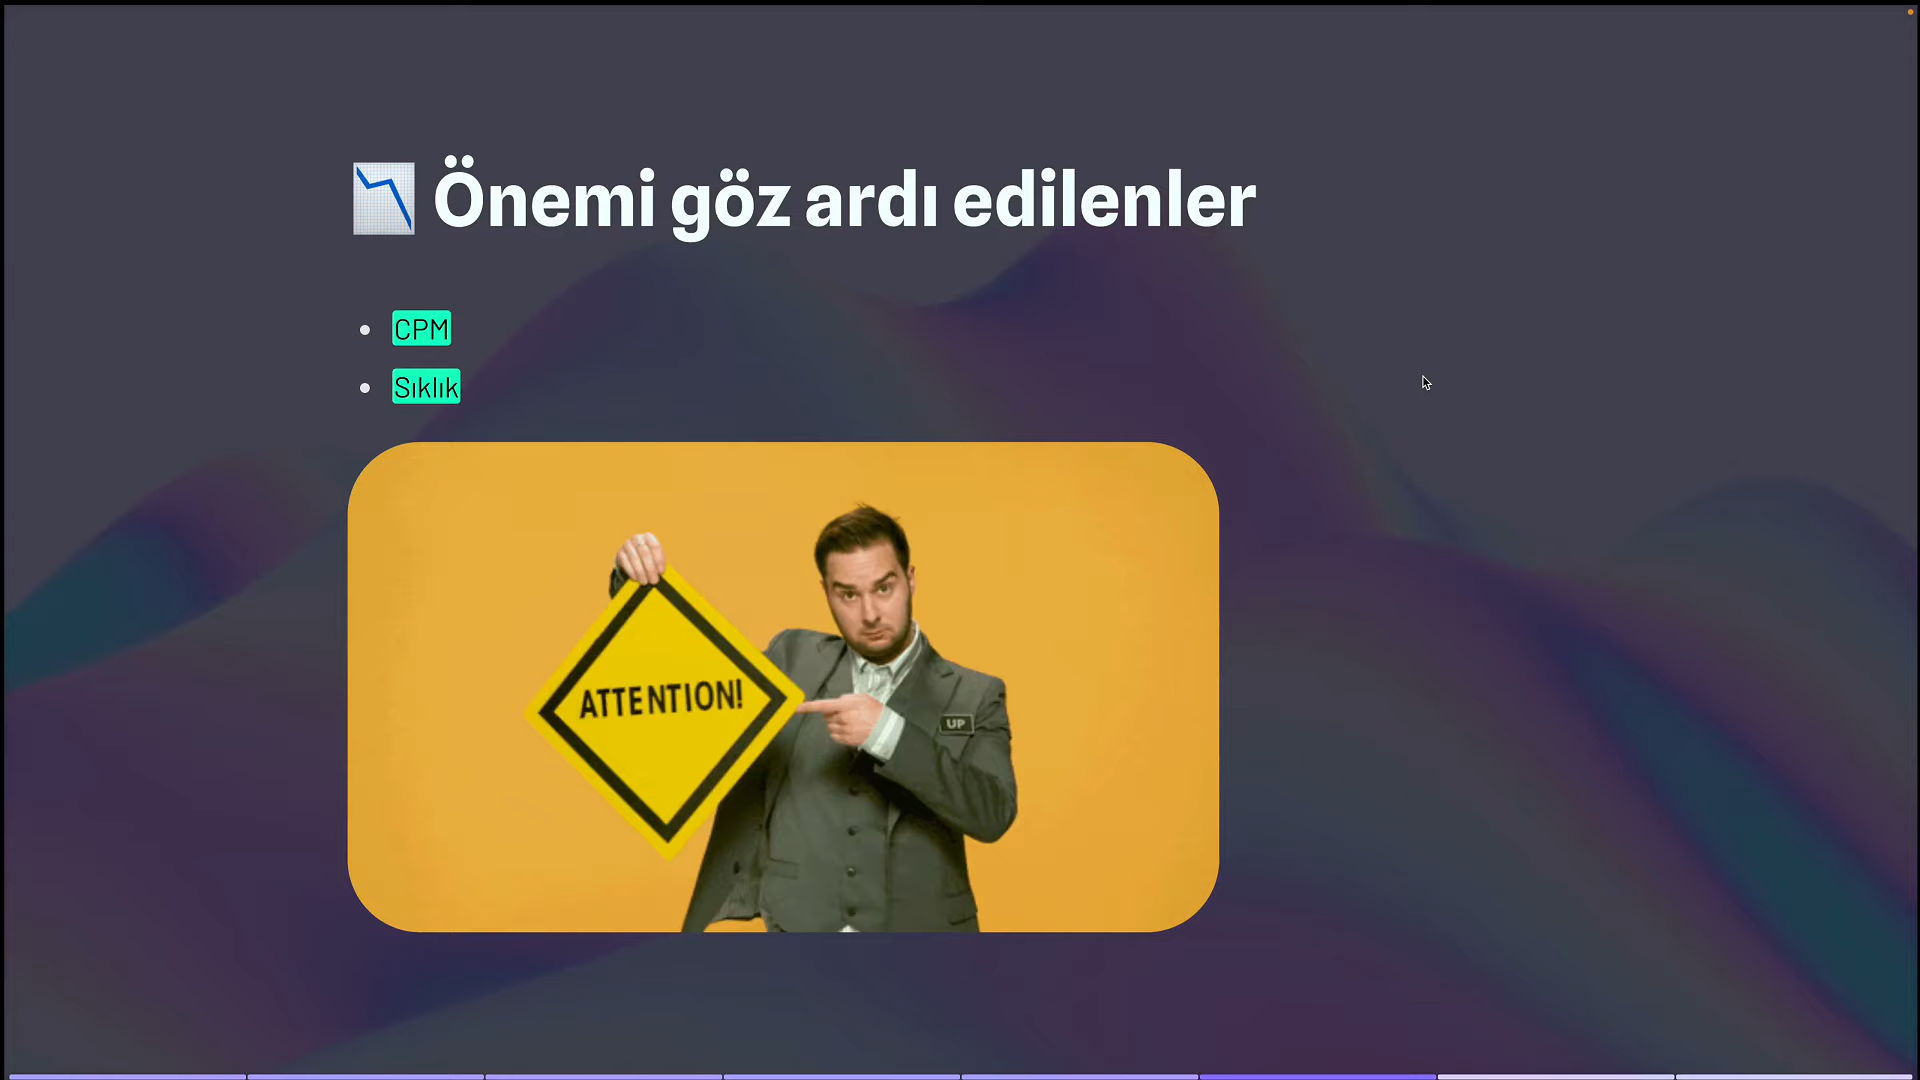 Önemi göz ardı edilenler
CPM
Sıklık
ATTENTION!
UP